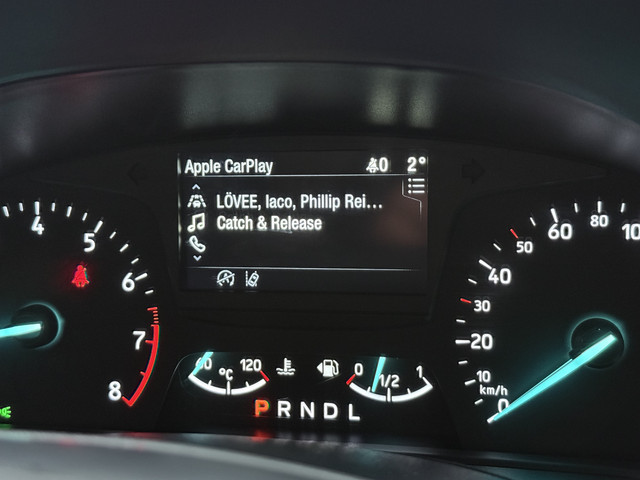 Apple CarPlay 0 2°
LÖVEE, Iaco, Phillip Rei...
Catch & Release
4
5
6
7
8
60 °C 120
0 1/2 1
P R N D L
0
10
20
30
40
50
60
80
10
km/h